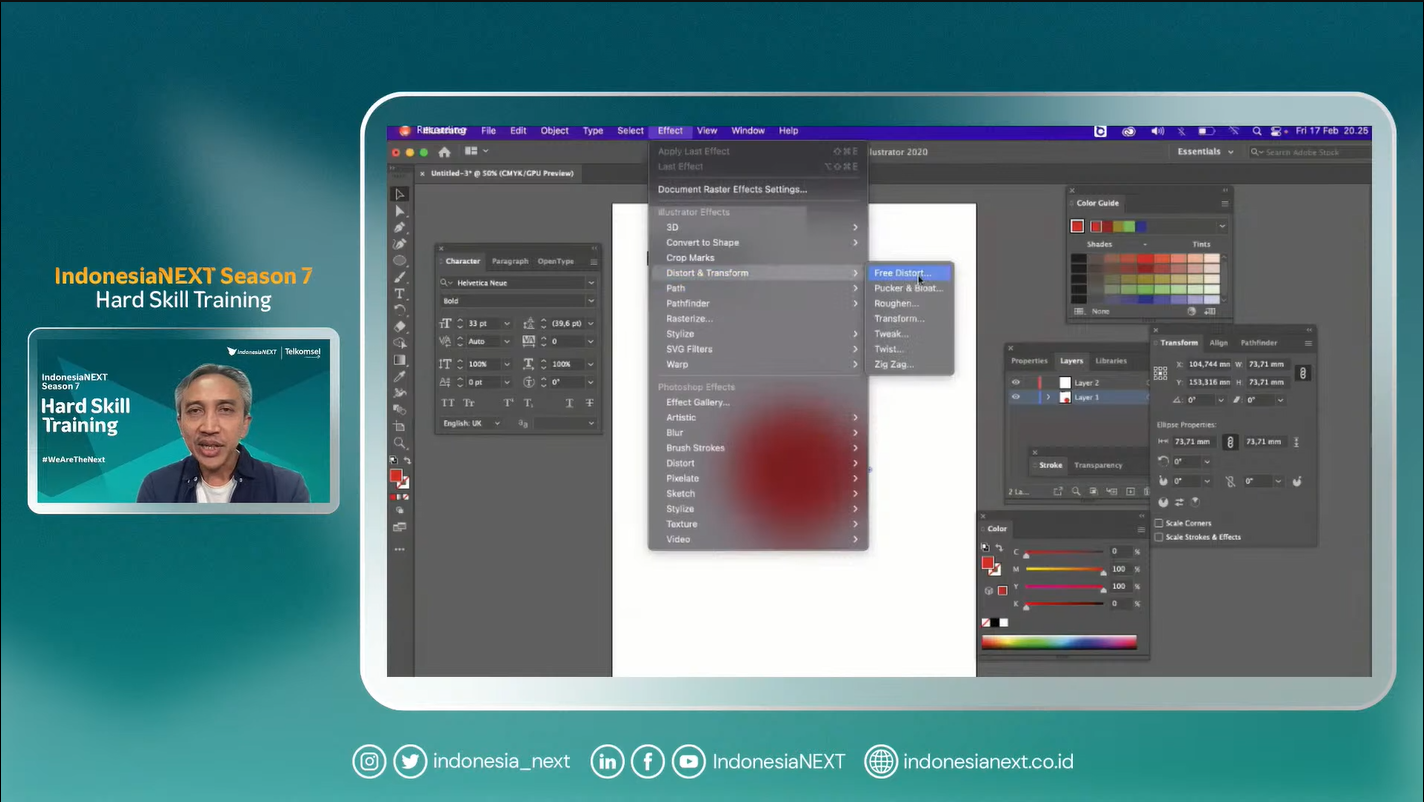 IndonesiaNEXT Season 7
Hard Skill Training
IndonesiaNEXT | Telkomsel
IndonesiaNEXT
Season 7
Hard Skill
Training
#WeAreTheNext
File Edit Object Type Select Effect View Window Help
Fri 17 Feb 20.25
lustrator 2020
Essentials
Search Adobe Stock
Untitled-3* @ 50% (CMYK/GPU Preview)
Apply Last Effect ⇧⌘E
Last Effect ⌥⇧⌘E
Document Raster Effects Settings...
Illustrator Effects
3D
Convert to Shape
Crop Marks
Distort & Transform
Path
Pathfinder
Rasterize...
Stylize
SVG Filters
Warp
Photoshop Effects
Effect Gallery...
Artistic
Blur
Brush Strokes
Distort
Pixelate
Sketch
Stylize
Texture
Video
Free Distort...
Pucker & Bloat...
Roughen...
Transform...
Tweak...
Twist...
Zig Zag...
Character Paragraph OpenType
Helvetica Neue
Bold
33 pt (39,6 pt)
Auto 0
100% 100%
0 pt 0°
English: UK
Color Guide
Shades Tints
None
Properties Layers Libraries
Layer 2
Layer 1
Stroke Transparency
2 La...
Transform Align Pathfinder
X: 104,744 mm W: 73,71 mm
Y: 153,316 mm H: 73,71 mm
0° 0°
Ellipse Properties:
73,71 mm 73,71 mm
0°
0° 0°
Scale Corners
Scale Strokes & Effects
Color
C 0 %
M 100 %
Y 100 %
K 0 %
indonesia_next IndonesiaNEXT indonesianext.co.id